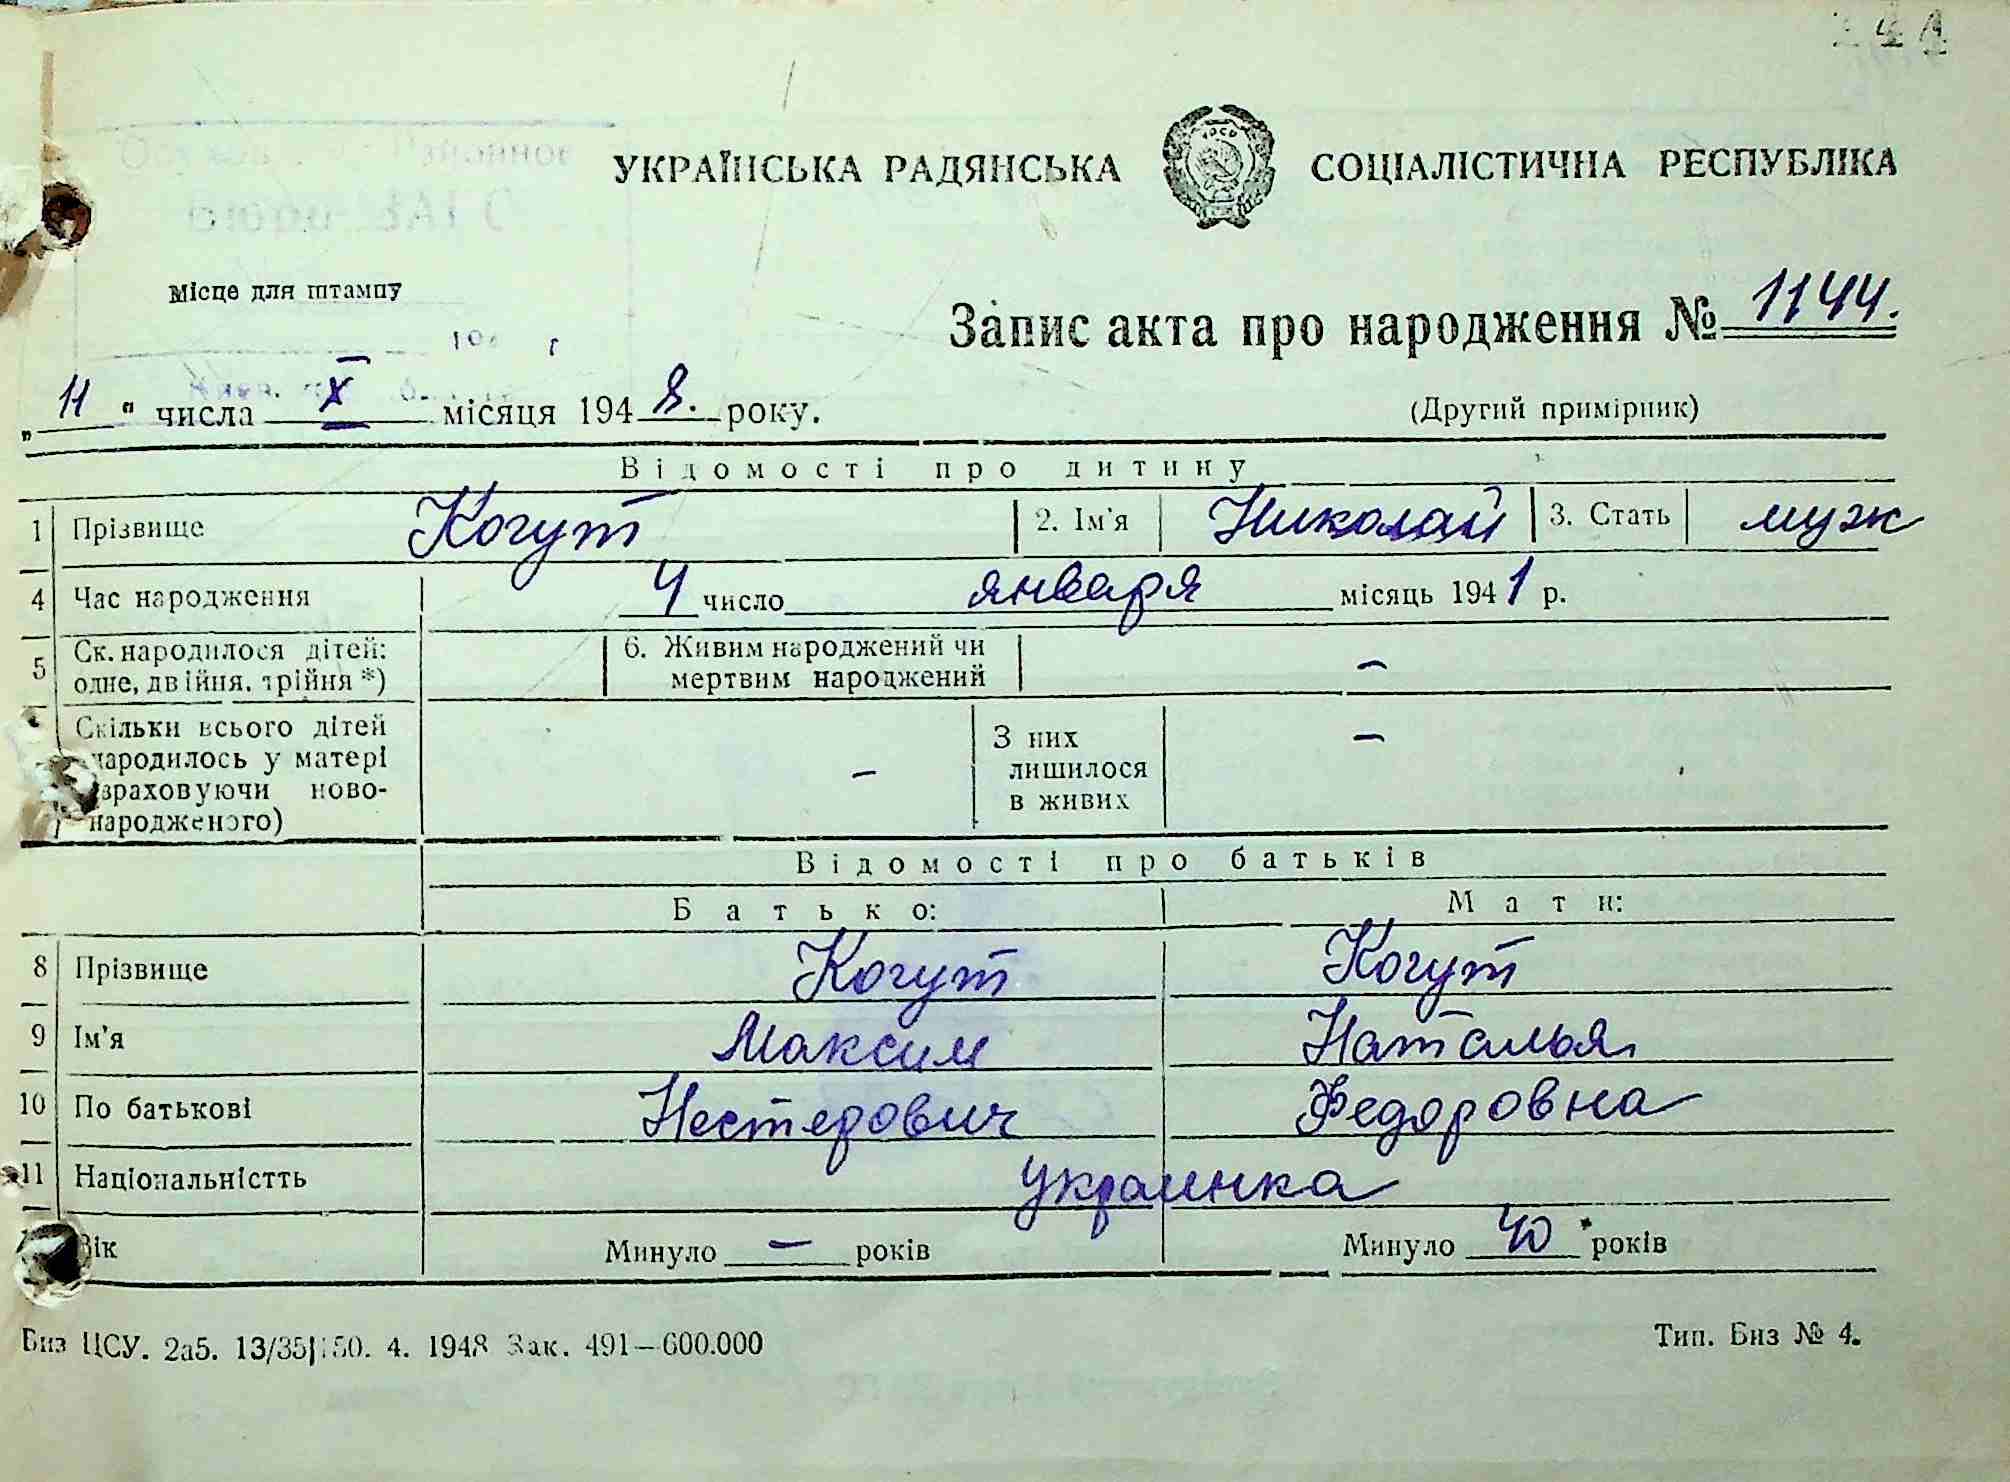 УКРАЇНСЬКА РАДЯНСЬКА СОЦІАЛІСТИЧНА РЕСПУБЛІКА
УРСР
Місце для штампу
Запис акта про народження № 1144.
"11" числа X місяця 1948. року.
(Другий примірник)
Відомості про дитину
1 Прізвище Когут 2. Ім'я Николай 3. Стать муж
4 Час народження 4 число января місяць 1941 р.
5 Ск. народилося дітей: одне, двійня, трійня *) 6. Живим народжений чи мертвим народжений –
Скільки всього дітей народилось у матері враховуючи новонародженого) – З них лишилося в живих –
Відомості про батьків
Батько: Мати:
8 Прізвище Когут Когут
9 Ім'я Максим Наталья
10 По батькові Нестерович Федоровна
11 Національністть украинка
Вік Минуло – років Минуло 40 років
Биз ЦСУ. 2а5. 13/35 150. 4. 1948 Зак. 491—600.000 Тип. Биз № 4.